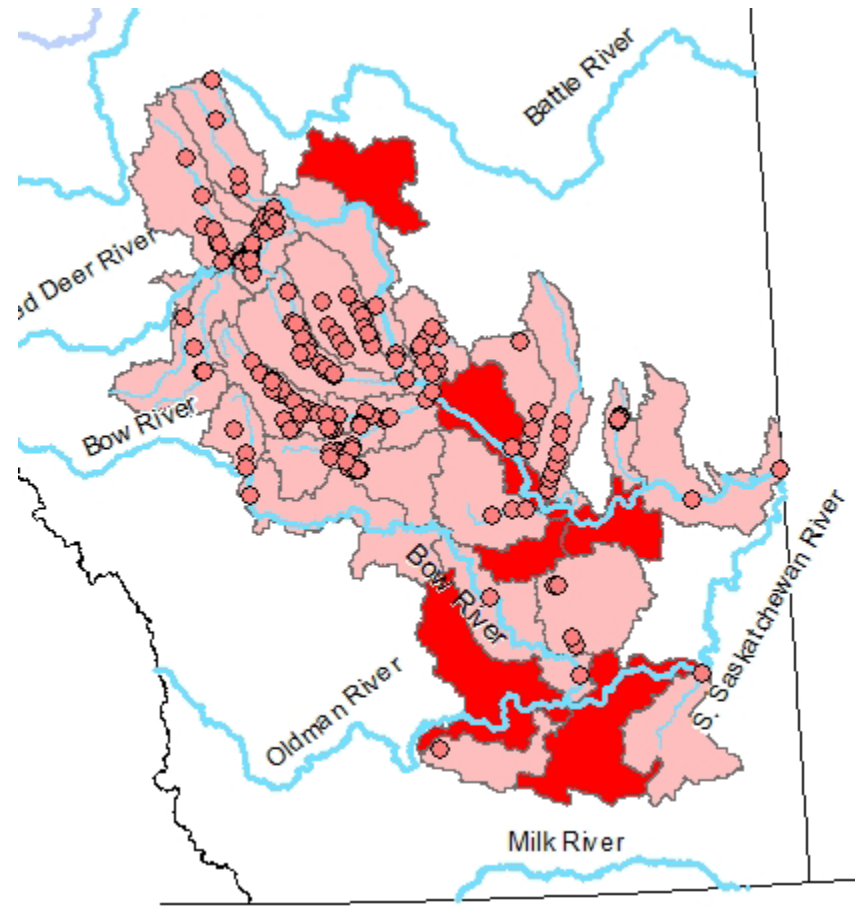 Battle River
ed Deer River
Bow River
Bow River
S. Saskatchewan River
Oldman River
Milk River